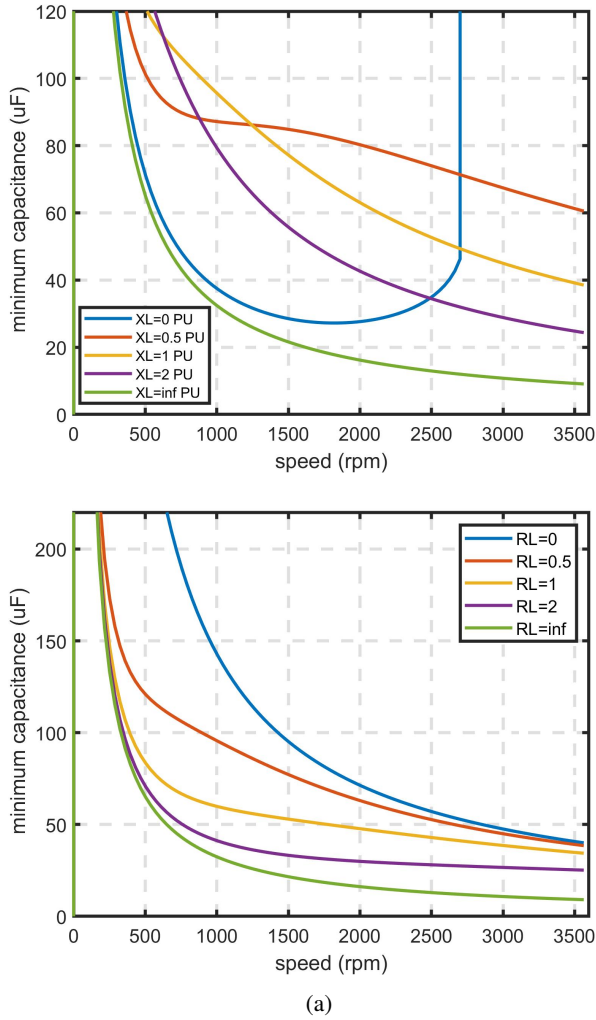 120
100
80
60
40
20
0
minimum capacitance (uF)
XL=0 PU
XL=0.5 PU
XL=1 PU
XL=2 PU
XL=inf PU
0 500 1000 1500 2000 2500 3000 3500
speed (rpm)
200
150
100
50
0
minimum capacitance (uF)
RL=0
RL=0.5
RL=1
RL=2
RL=inf
0 500 1000 1500 2000 2500 3000 3500
speed (rpm)
(a)